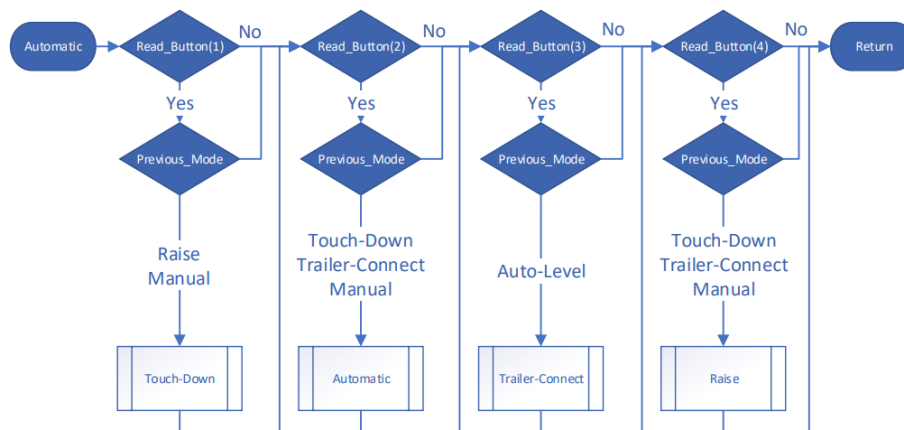 Automatic
Read_Button(1)
No
Read_Button(2)
No
Read_Button(3)
No
Read_Button(4)
No
Return
Yes
Yes
Yes
Yes
Previous_Mode
Previous_Mode
Previous_Mode
Previous_Mode
Raise
Manual
Touch-Down
Trailer-Connect
Manual
Auto-Level
Touch-Down
Trailer-Connect
Manual
Touch-Down
Automatic
Trailer-Connect
Raise